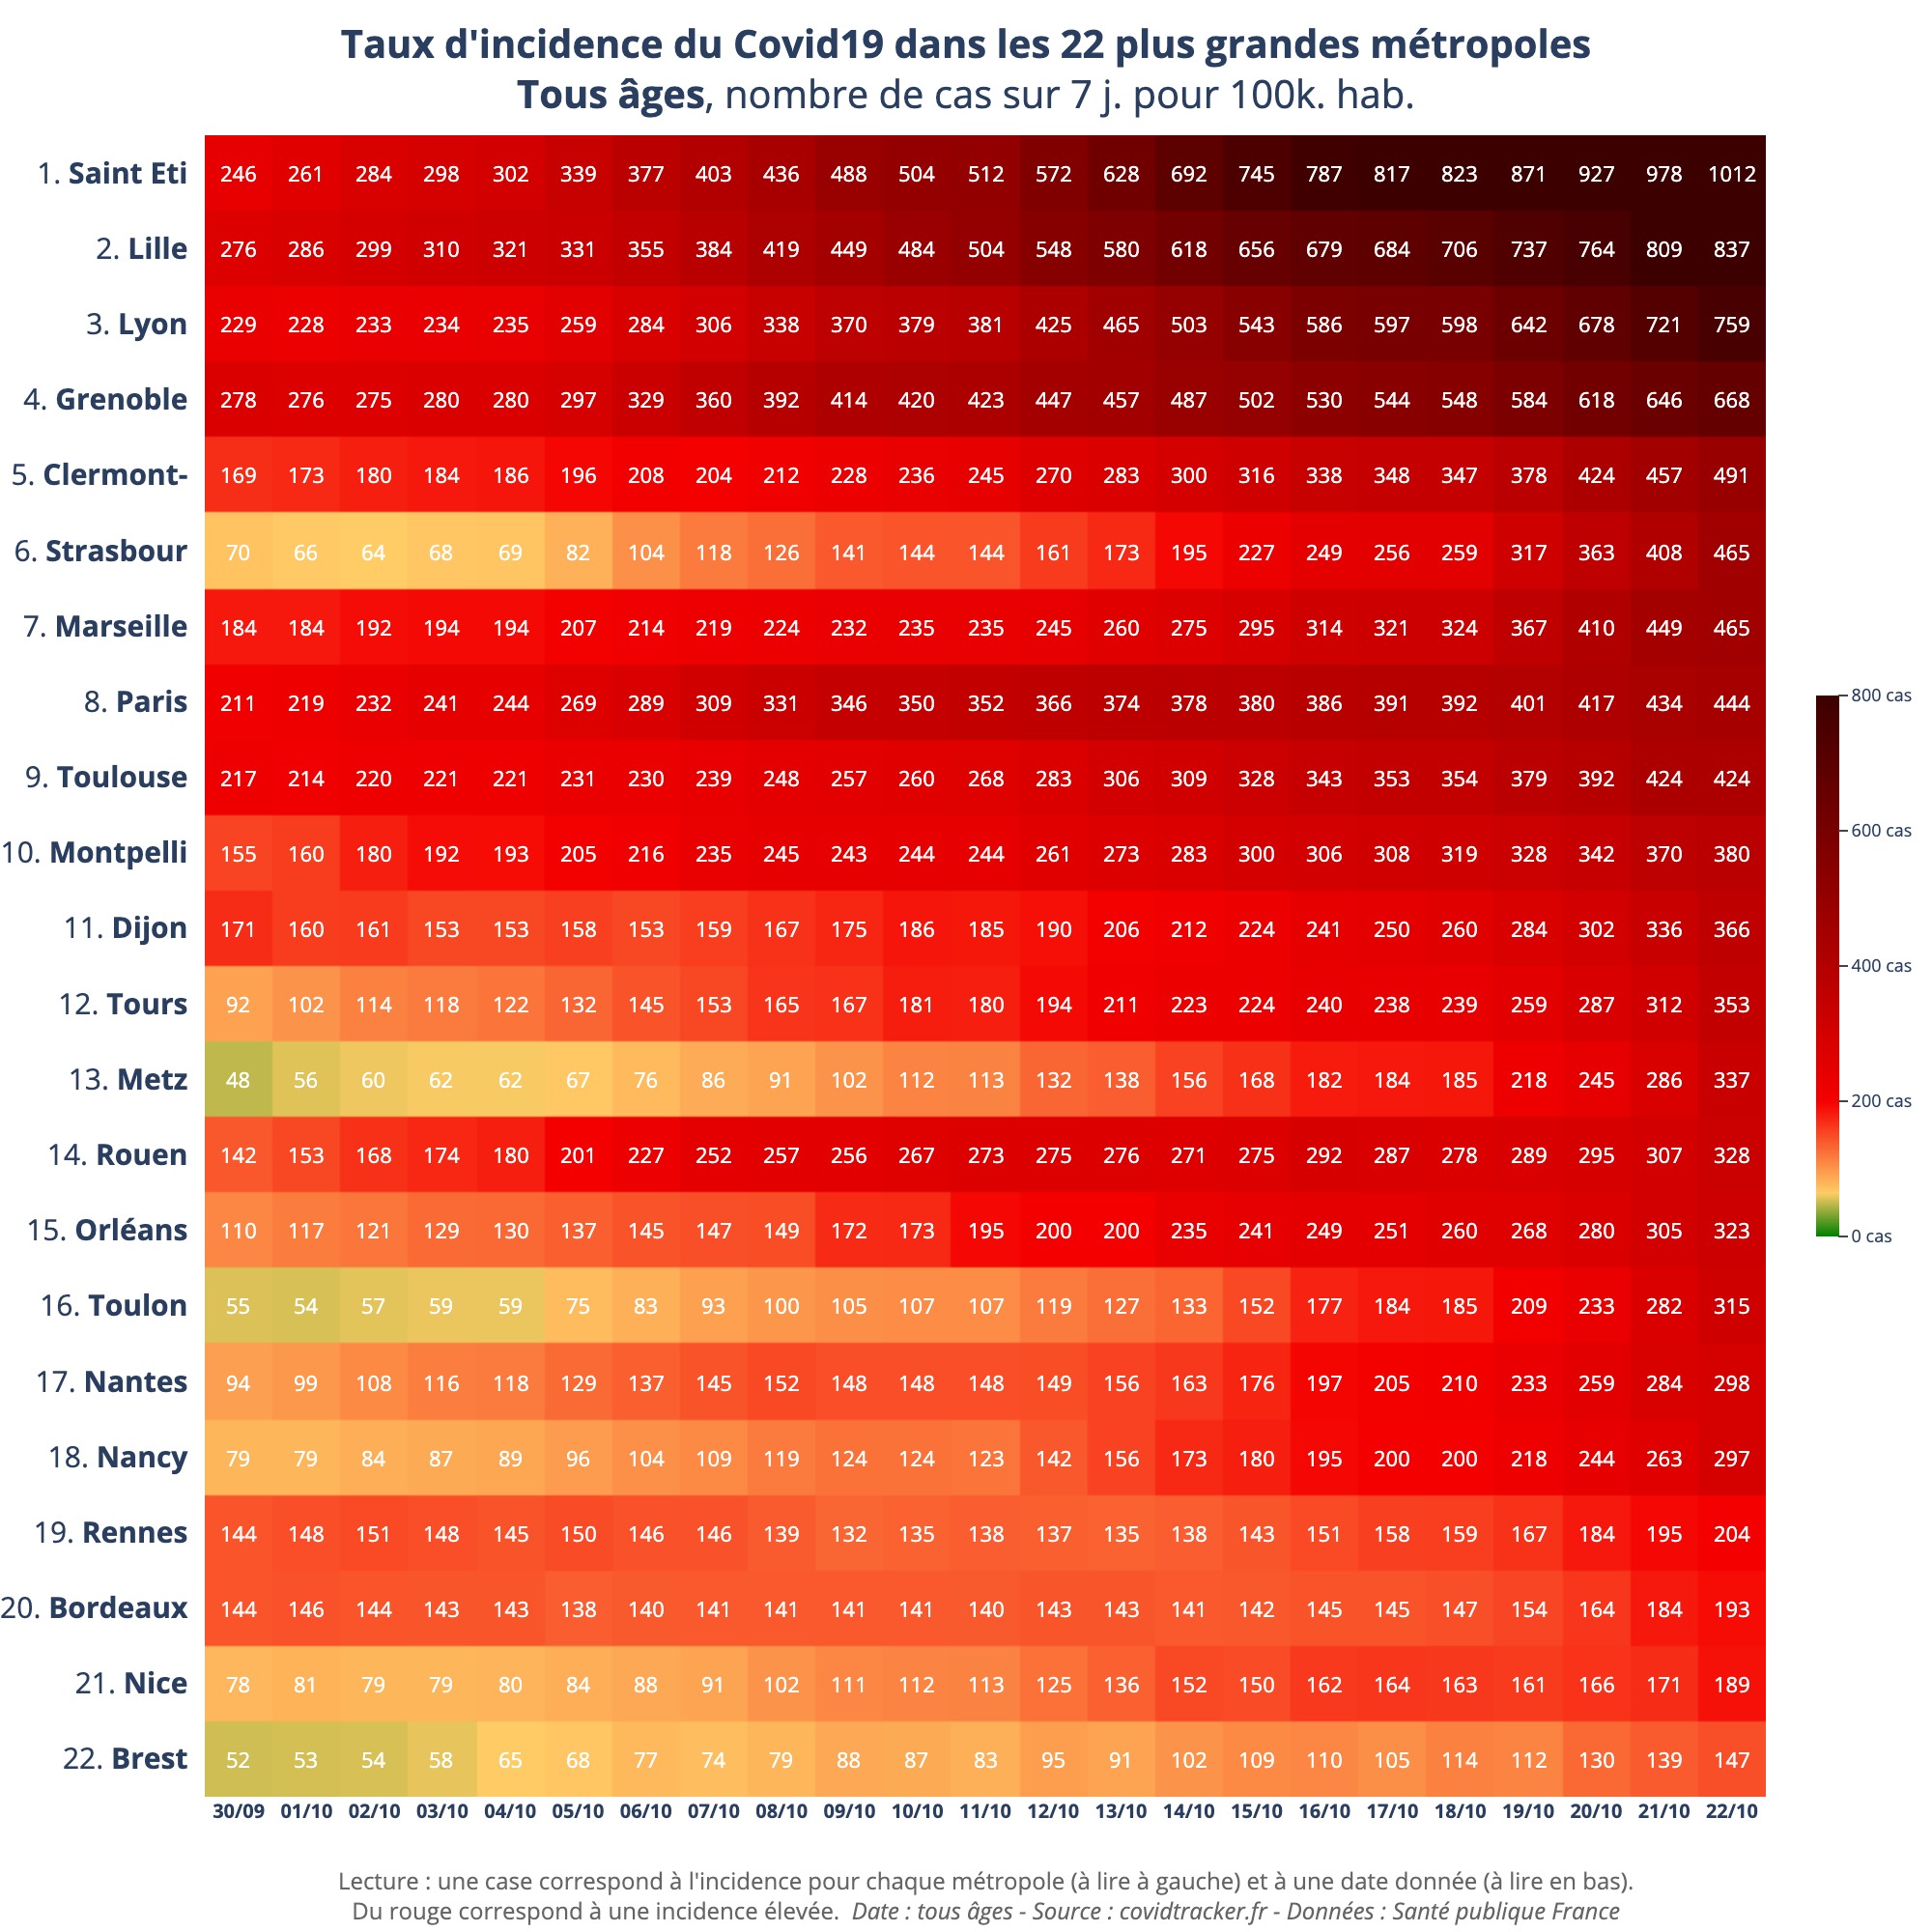 Taux d'incidence du Covid19 dans les 22 plus grandes métropoles
Tous âges, nombre de cas sur 7 j. pour 100k. hab.
1. Saint Eti 246 261 284 298 302 339 377 403 436 488 504 512 572 628 692 745 787 817 823 871 927 978 1012
2. Lille 276 286 299 310 321 331 355 384 419 449 484 504 548 580 618 656 679 684 706 737 764 809 837
3. Lyon 229 228 233 234 235 259 284 306 338 370 379 381 425 465 503 543 586 597 598 642 678 721 759
4. Grenoble 278 276 275 280 280 297 329 360 392 414 420 423 447 457 487 502 530 544 548 584 618 646 668
5. Clermont- 169 173 180 184 186 196 208 204 212 228 236 245 270 283 300 316 338 348 347 378 424 457 491
6. Strasbour 70 66 64 68 69 82 104 118 126 141 144 144 161 173 195 227 249 256 259 317 363 408 465
7. Marseille 184 184 192 194 194 207 214 219 224 232 235 235 245 260 275 295 314 321 324 367 410 449 465
8. Paris 211 219 232 241 244 269 289 309 331 346 350 352 366 374 378 380 386 391 392 401 417 434 444
9. Toulouse 217 214 220 221 221 231 230 239 248 257 260 268 283 306 309 328 343 353 354 379 392 424 424
10. Montpelli 155 160 180 192 193 205 216 235 245 243 244 244 261 273 283 300 306 308 319 328 342 370 380
11. Dijon 171 160 161 153 153 158 153 159 167 175 186 185 190 206 212 224 241 250 260 284 302 336 366
12. Tours 92 102 114 118 122 132 145 153 165 167 181 180 194 211 223 224 240 238 239 259 287 312 353
13. Metz 48 56 60 62 62 67 76 86 91 102 112 113 132 138 156 168 182 184 185 218 245 286 337
14. Rouen 142 153 168 174 180 201 227 252 257 256 267 273 275 276 271 275 292 287 278 289 295 307 328
15. Orléans 110 117 121 129 130 137 145 147 149 172 173 195 200 200 235 241 249 251 260 268 280 305 323
16. Toulon 55 54 57 59 59 75 83 93 100 105 107 107 119 127 133 152 177 184 185 209 233 282 315
17. Nantes 94 99 108 116 118 129 137 145 152 148 148 148 149 156 163 176 197 205 210 233 259 284 298
18. Nancy 79 79 84 87 89 96 104 109 119 124 124 123 142 156 173 180 195 200 200 218 244 263 297
19. Rennes 144 148 151 148 145 150 146 146 139 132 135 138 137 135 138 143 151 158 159 167 184 195 204
20. Bordeaux 144 146 144 143 143 138 140 141 141 141 141 140 143 143 141 142 145 145 147 154 164 184 193
21. Nice 78 81 79 79 80 84 88 91 102 111 112 113 125 136 152 150 162 164 163 161 166 171 189
22. Brest 52 53 54 58 65 68 77 74 79 88 87 83 95 91 102 109 110 105 114 112 130 139 147
30/09 01/10 02/10 03/10 04/10 05/10 06/10 07/10 08/10 09/10 10/10 11/10 12/10 13/10 14/10 15/10 16/10 17/10 18/10 19/10 20/10 21/10 22/10
800 cas
600 cas
400 cas
200 cas
0 cas
Lecture : une case correspond à l'incidence pour chaque métropole (à lire à gauche) et à une date donnée (à lire en bas).
Du rouge correspond à une incidence élevée. Date : tous âges - Source : covidtracker.fr - Données : Santé publique France